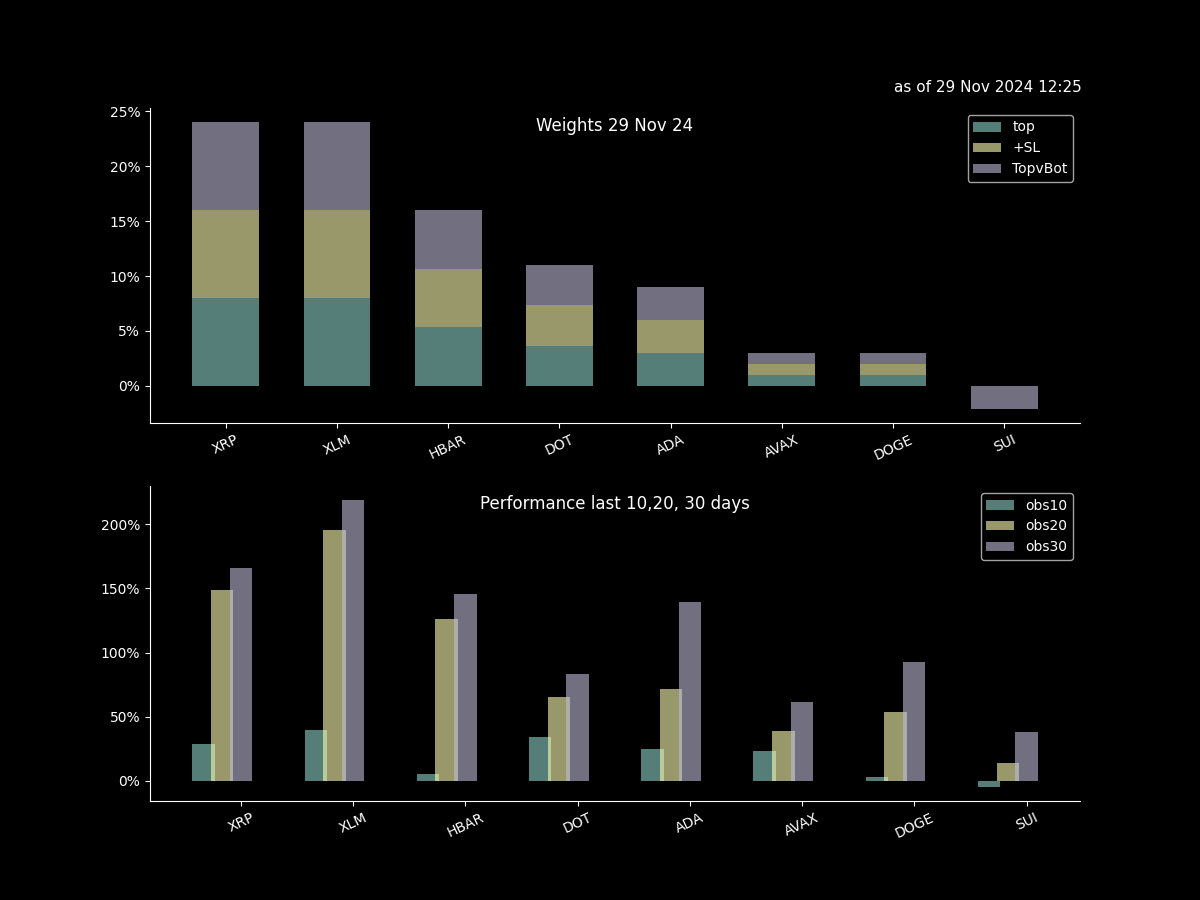 as of 29 Nov 2024 12:25
Weights 29 Nov 24
top
+SL
TopvBot
25%
20%
15%
10%
5%
0%
XRP XLM HBAR DOT ADA AVAX DOGE SUI
Performance last 10,20, 30 days
obs10
obs20
obs30
200%
150%
100%
50%
0%
XRP XLM HBAR DOT ADA AVAX DOGE SUI